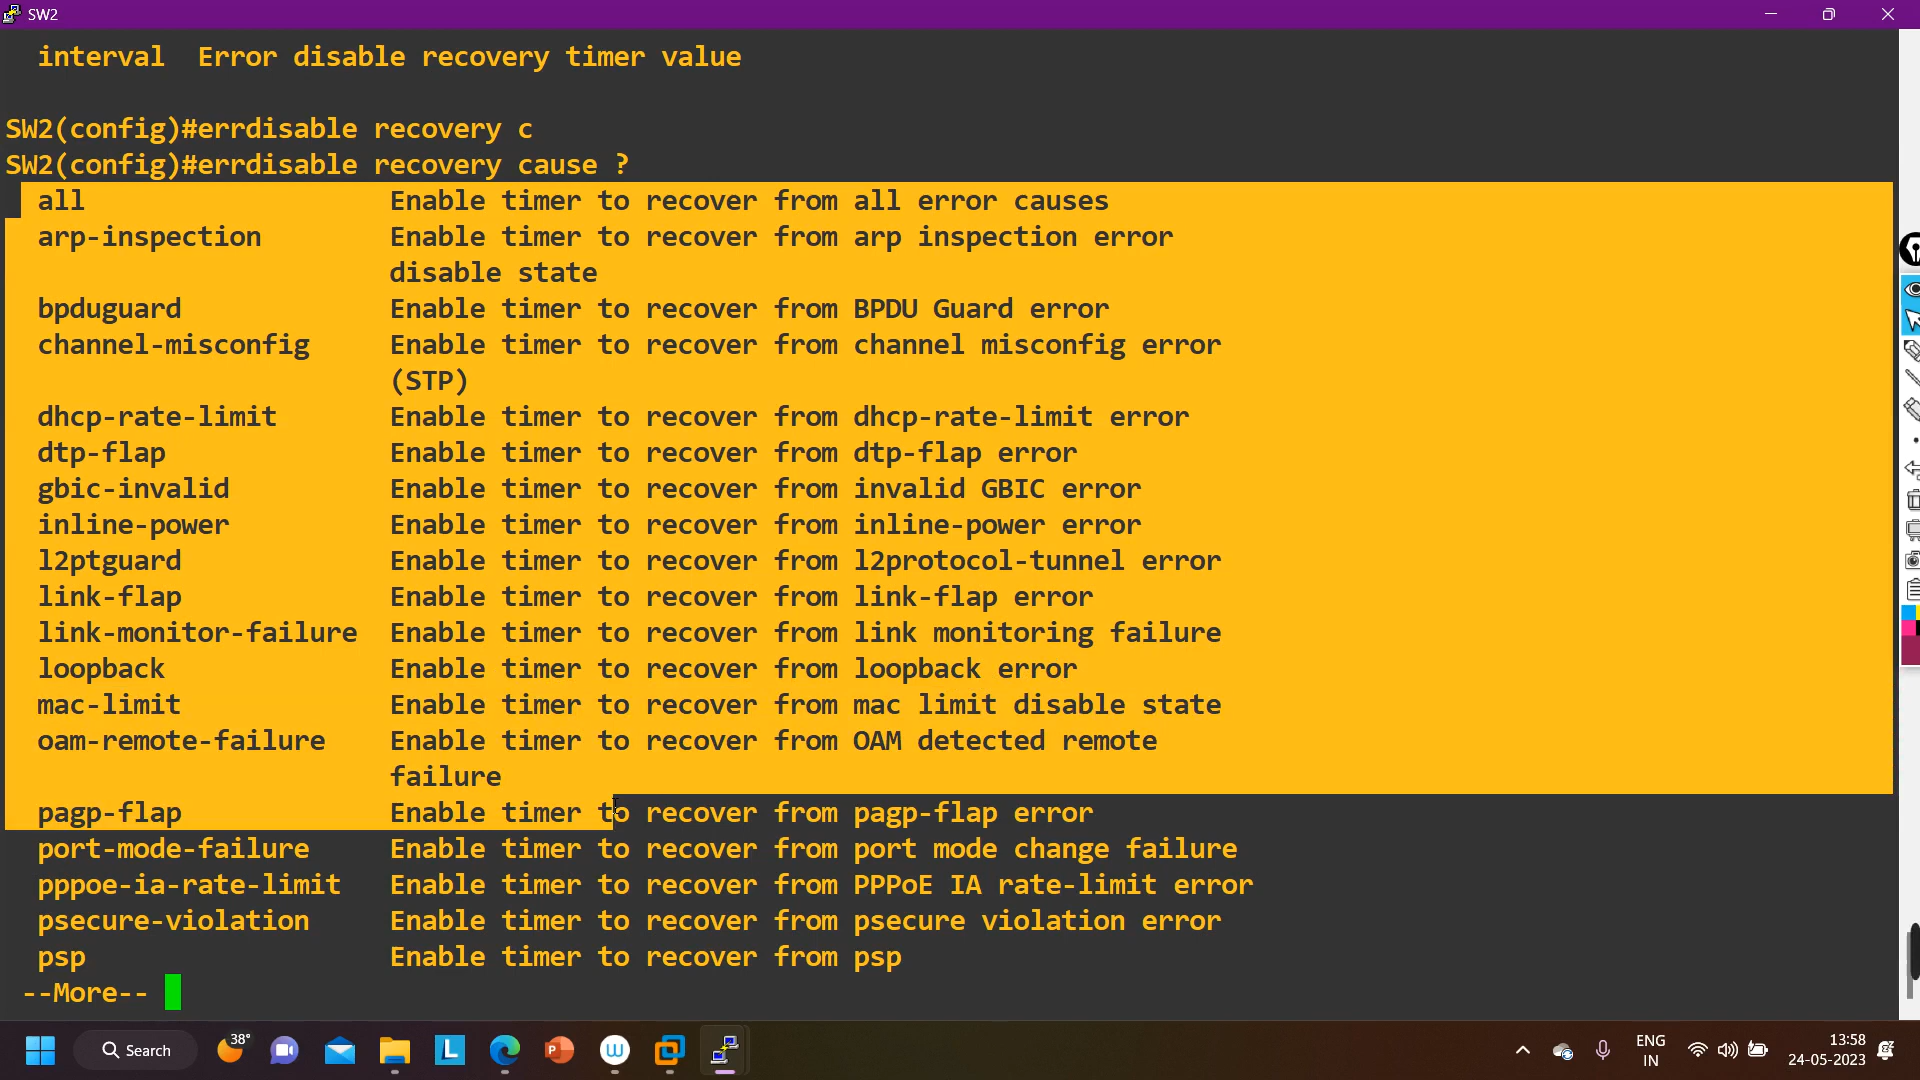 SW2
interval  Error disable recovery timer value
SW2(config)#errdisable recovery c
SW2(config)#errdisable recovery cause ?
all                   Enable timer to recover from all error causes
arp-inspection        Enable timer to recover from arp inspection error
disable state
bpduguard             Enable timer to recover from BPDU Guard error
channel-misconfig     Enable timer to recover from channel misconfig error
(STP)
dhcp-rate-limit       Enable timer to recover from dhcp-rate-limit error
dtp-flap              Enable timer to recover from dtp-flap error
gbic-invalid          Enable timer to recover from invalid GBIC error
inline-power          Enable timer to recover from inline-power error
l2ptguard             Enable timer to recover from l2protocol-tunnel error
link-flap             Enable timer to recover from link-flap error
link-monitor-failure  Enable timer to recover from link monitoring failure
loopback              Enable timer to recover from loopback error
mac-limit             Enable timer to recover from mac limit disable state
oam-remote-failure    Enable timer to recover from OAM detected remote
failure
pagp-flap             Enable timer to recover from pagp-flap error
port-mode-failure     Enable timer to recover from port mode change failure
pppoe-ia-rate-limit   Enable timer to recover from PPPoE IA rate-limit error
psecure-violation     Enable timer to recover from psecure violation error
psp                   Enable timer to recover from psp
--More--
Search
38°
L
P
W
ENG
IN
13:58
24-05-2023